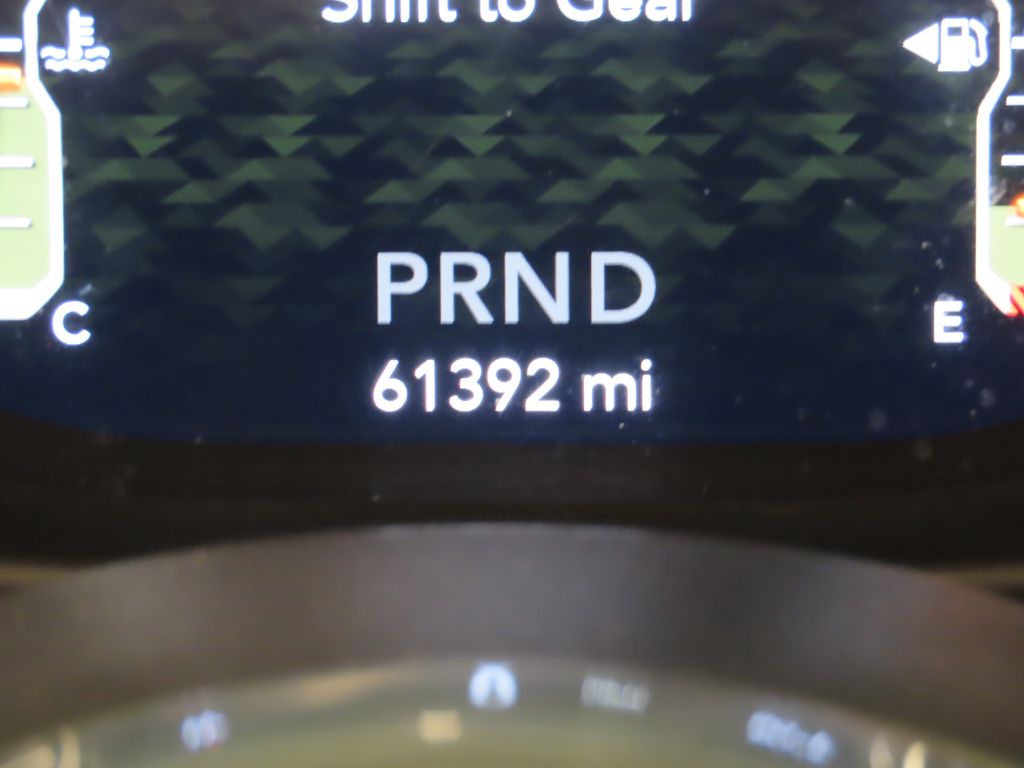 Shift to Gear
PRND
C
E
61392 mi